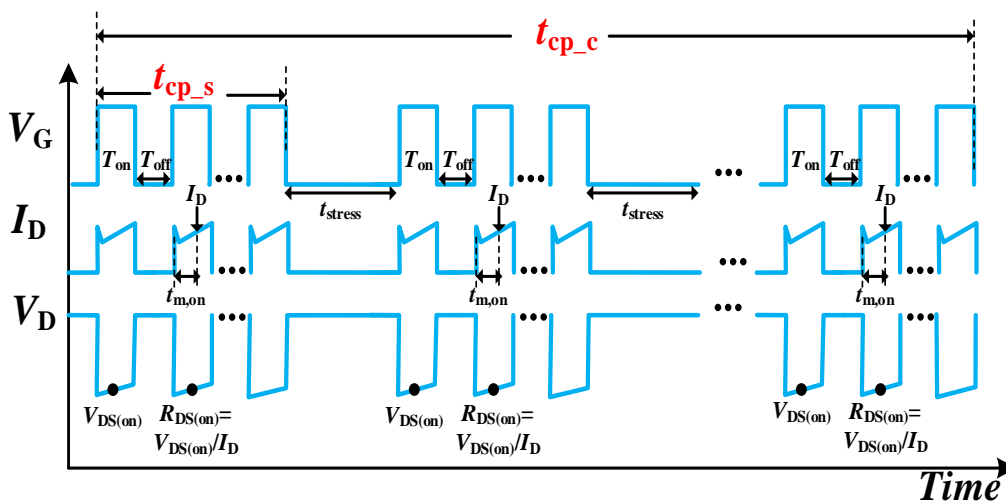 t_cp_c
t_cp_s
V_G
T_on T_off ••• T_on T_off ••• ••• T_on T_off •••
I_D I_D I_D
t_stress t_stress
I_D
••• ••• ••• •••
t_m,on t_m,on t_m,on
V_D
••• ••• ••• •••
V_DS(on) R_DS(on)= V_DS(on) R_DS(on)= V_DS(on) R_DS(on)=
V_DS(on)/I_D V_DS(on)/I_D V_DS(on)/I_D
Time